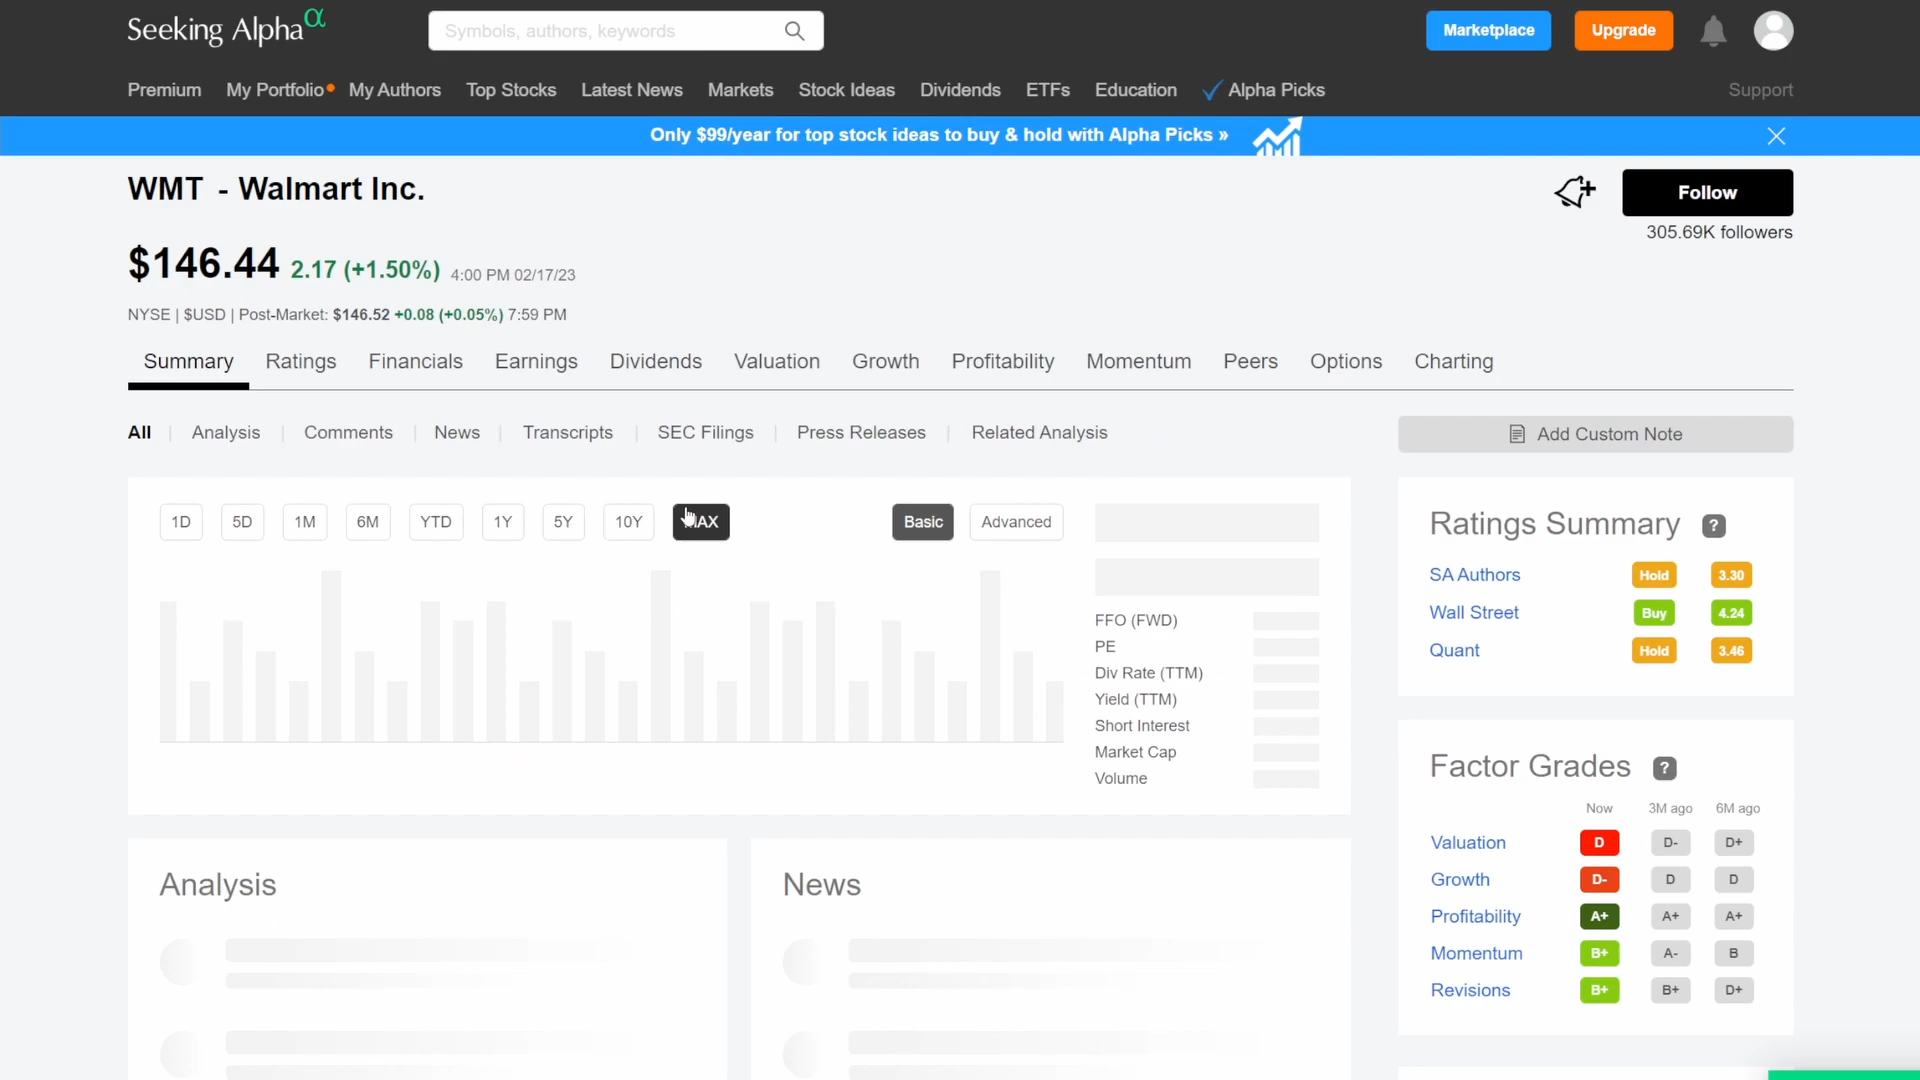 Seeking Alpha α
Symbols, authors, keywords
Marketplace
Upgrade
Premium My Portfolio My Authors Top Stocks Latest News Markets Stock Ideas Dividends ETFs Education Alpha Picks Support
Only $99/year for top stock ideas to buy & hold with Alpha Picks »
WMT - Walmart Inc.
Follow
305.69K followers
$146.44 2.17 (+1.50%) 4:00 PM 02/17/23
NYSE | $USD | Post-Market: $146.52 +0.08 (+0.05%) 7:59 PM
Summary Ratings Financials Earnings Dividends Valuation Growth Profitability Momentum Peers Options Charting
All | Analysis | Comments | News | Transcripts | SEC Filings | Press Releases | Related Analysis
Add Custom Note
1D 5D 1M 6M YTD 1Y 5Y 10Y MAX Basic Advanced
FFO (FWD)
PE
Div Rate (TTM)
Yield (TTM)
Short Interest
Market Cap
Volume
Ratings Summary ?
SA Authors Hold 3.30
Wall Street Buy 4.24
Quant Hold 3.46
Factor Grades ?
Now 3M ago 6M ago
Valuation D D- D+
Growth D- D D
Profitability A+ A+ A+
Momentum B+ A- B
Revisions B+ B+ D+
Analysis
News